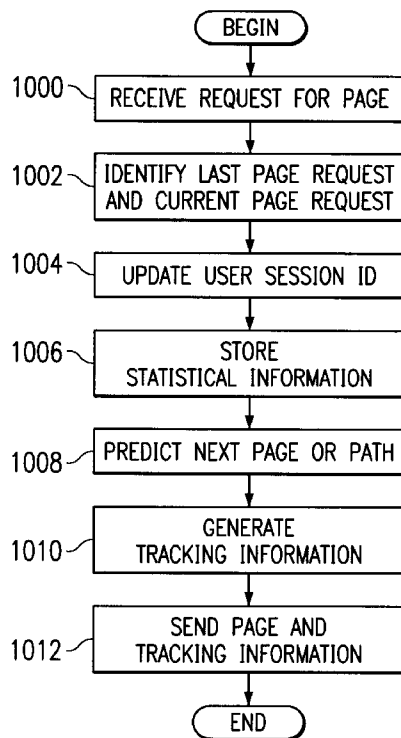 BEGIN
1000
RECEIVE REQUEST FOR PAGE
1002
IDENTIFY LAST PAGE REQUEST
AND CURRENT PAGE REQUEST
1004
UPDATE USER SESSION ID
1006
STORE
STATISTICAL INFORMATION
1008
PREDICT NEXT PAGE OR PATH
1010
GENERATE
TRACKING INFORMATION
1012
SEND PAGE AND
TRACKING INFORMATION
END